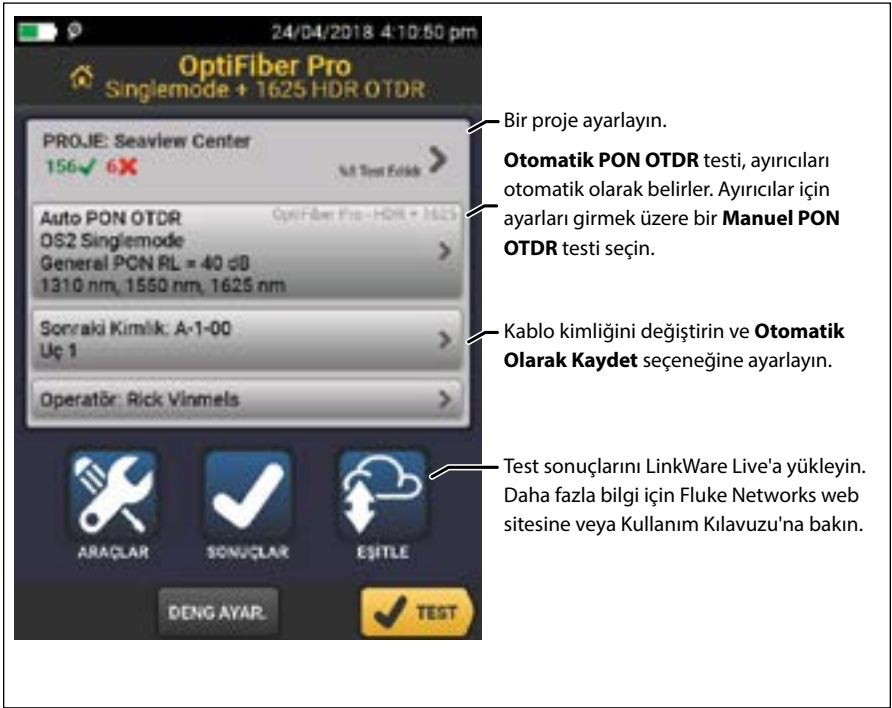 24/04/2018 4:10:50 pm
OptiFiber Pro
Singlemode + 1625 HDR OTDR
PROJE: Seaview Center
156 6
Test Edildi
Auto PON OTDR
OptiFiber Pro - HDR + 1625
OS2 Singlemode
General PON RL = 40 dB
1310 nm, 1550 nm, 1625 nm
Sonraki Kimlik: A-1-00
Uç 1
Operatör: Rick Vinmels
ARAÇLAR
SONUÇLAR
EŞİTLE
DENG AYAR.
TEST
Bir proje ayarlayın.
Otomatik PON OTDR testi, ayırıcıları
otomatik olarak belirler. Ayırıcılar için
ayarları girmek üzere bir Manuel PON
OTDR testi seçin.
Kablo kimliğini değiştirin ve Otomatik
Olarak Kaydet seçeneğine ayarlayın.
Test sonuçlarını LinkWare Live'a yükleyin.
Daha fazla bilgi için Fluke Networks web
sitesine veya Kullanım Kılavuzu'na bakın.